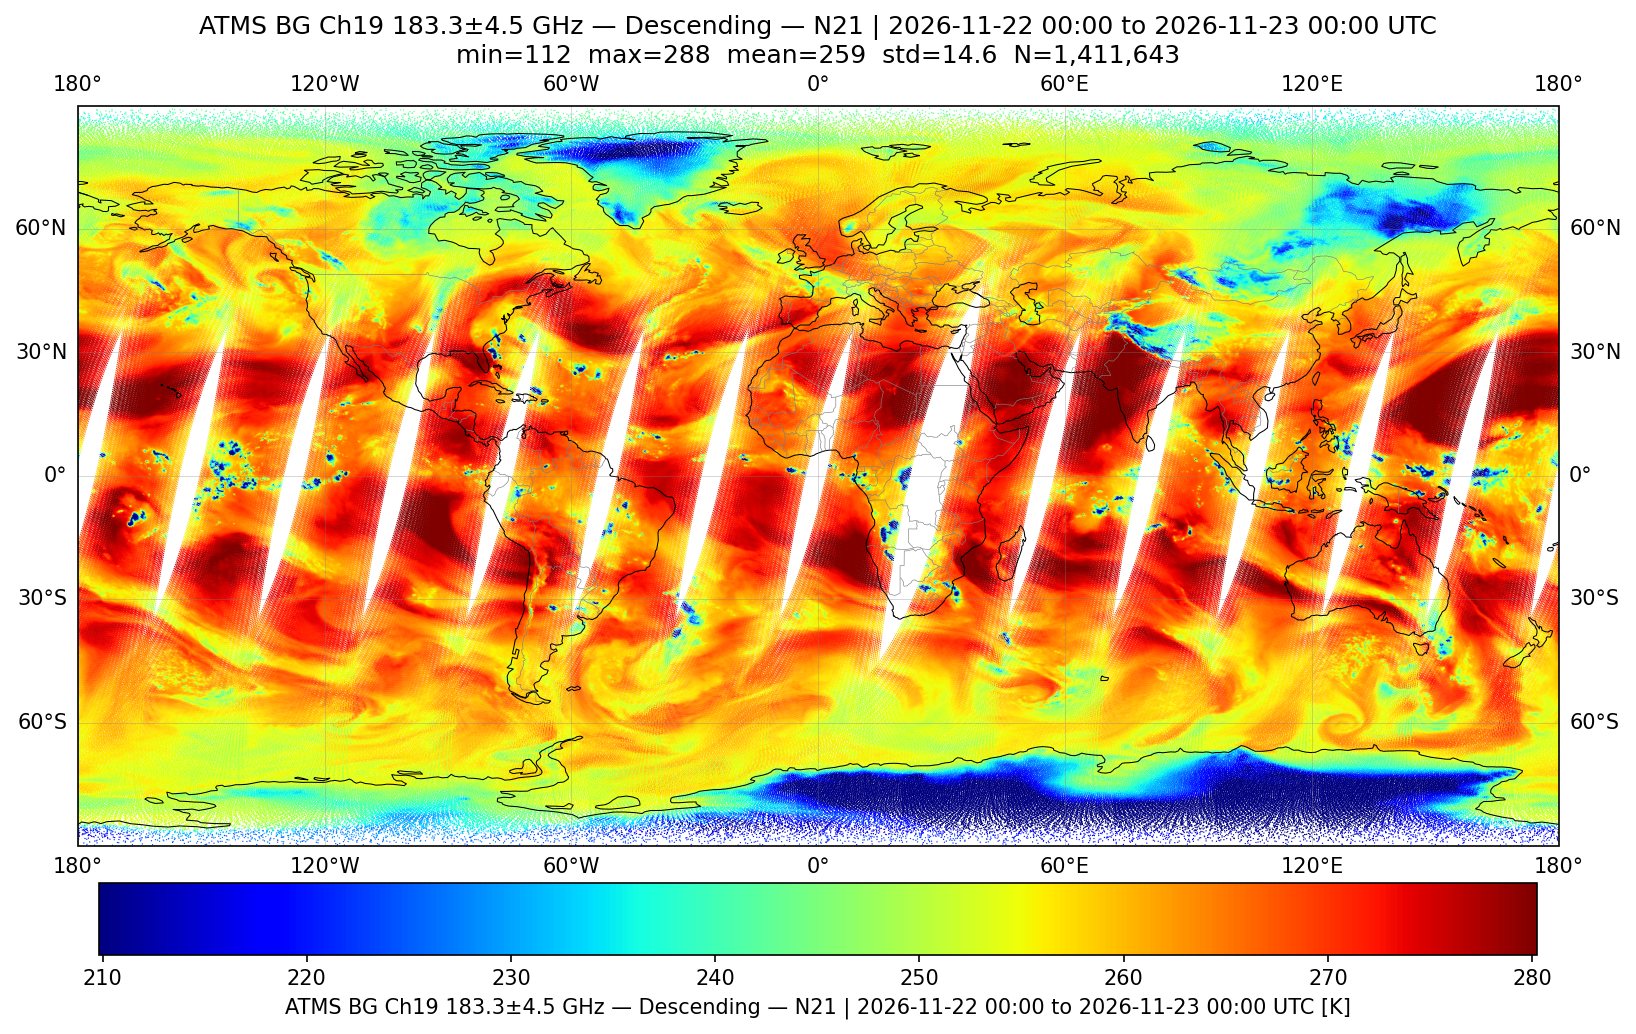 ATMS BG Ch19 183.3±4.5 GHz — Descending — N21 | 2026-11-22 00:00 to 2026-11-23 00:00 UTC
min=112 max=288 mean=259 std=14.6 N=1,411,643
180° 120°W 60°W 0° 60°E 120°E 180°
60°N 60°N
30°N 30°N
0° 0°
30°S 30°S
60°S 60°S
180° 120°W 60°W 0° 60°E 120°E 180°
210 220 230 240 250 260 270 280
ATMS BG Ch19 183.3±4.5 GHz — Descending — N21 | 2026-11-22 00:00 to 2026-11-23 00:00 UTC [K]